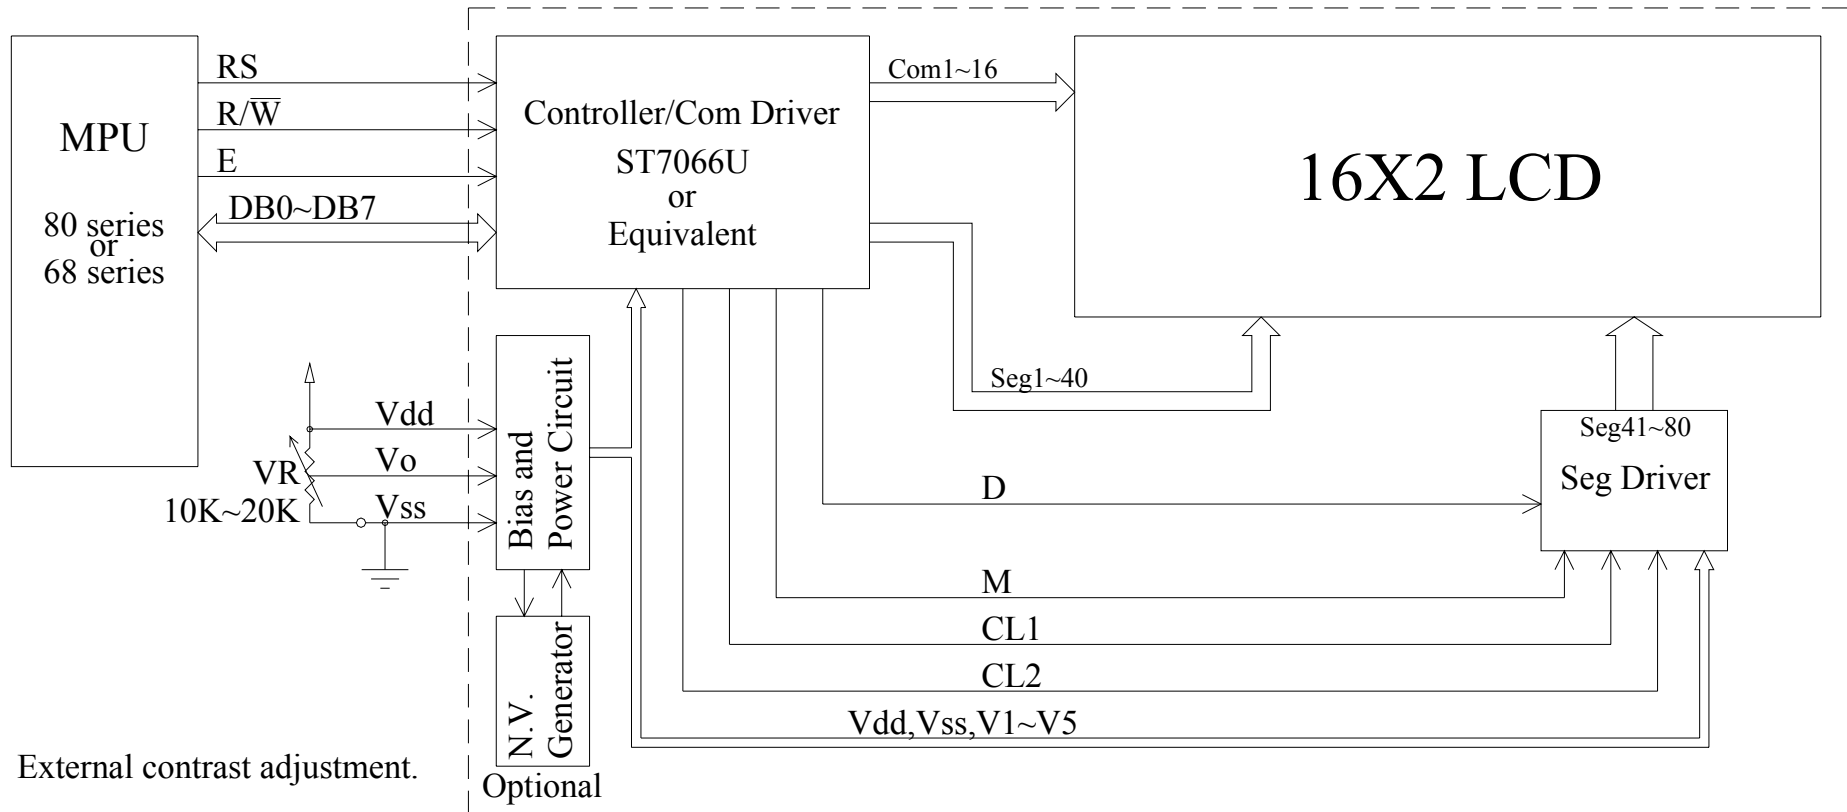 MPU
80 series
or
68 series
RS
R/W̅
E
DB0~DB7
Controller/Com Driver
ST7066U
or
Equivalent
Com1~16
16X2 LCD
Seg1~40
Seg41~80
Seg Driver
Vdd
Vo
Vss
VR
10K~20K
Bias and
Power Circuit
D
M
CL1
CL2
Vdd,Vss,V1~V5
N.V.
Generator
Optional
External contrast adjustment.